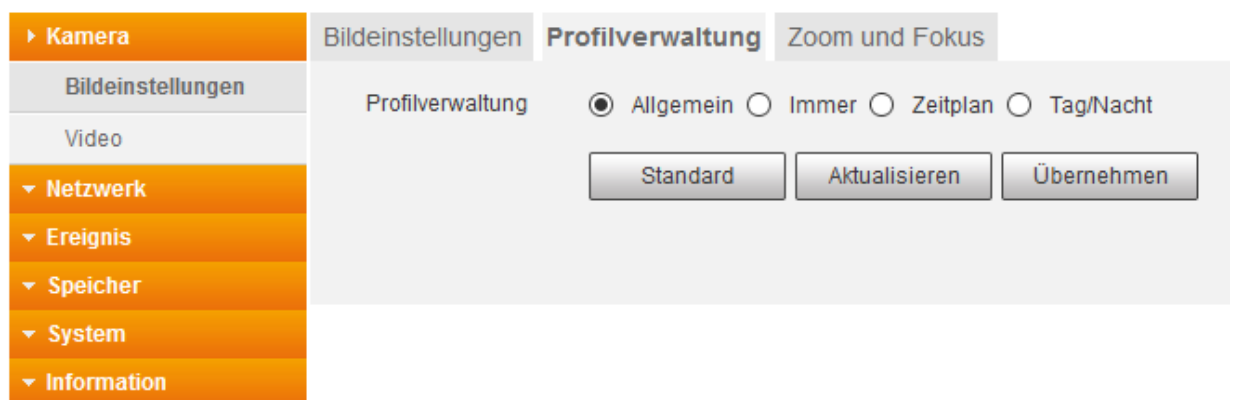 Kamera
Bildeinstellungen
Video
Netzwerk
Ereignis
Speicher
System
Information
Bildeinstellungen Profilverwaltung Zoom und Fokus
Profilverwaltung Allgemein Immer Zeitplan Tag/Nacht
Standard Aktualisieren Übernehmen